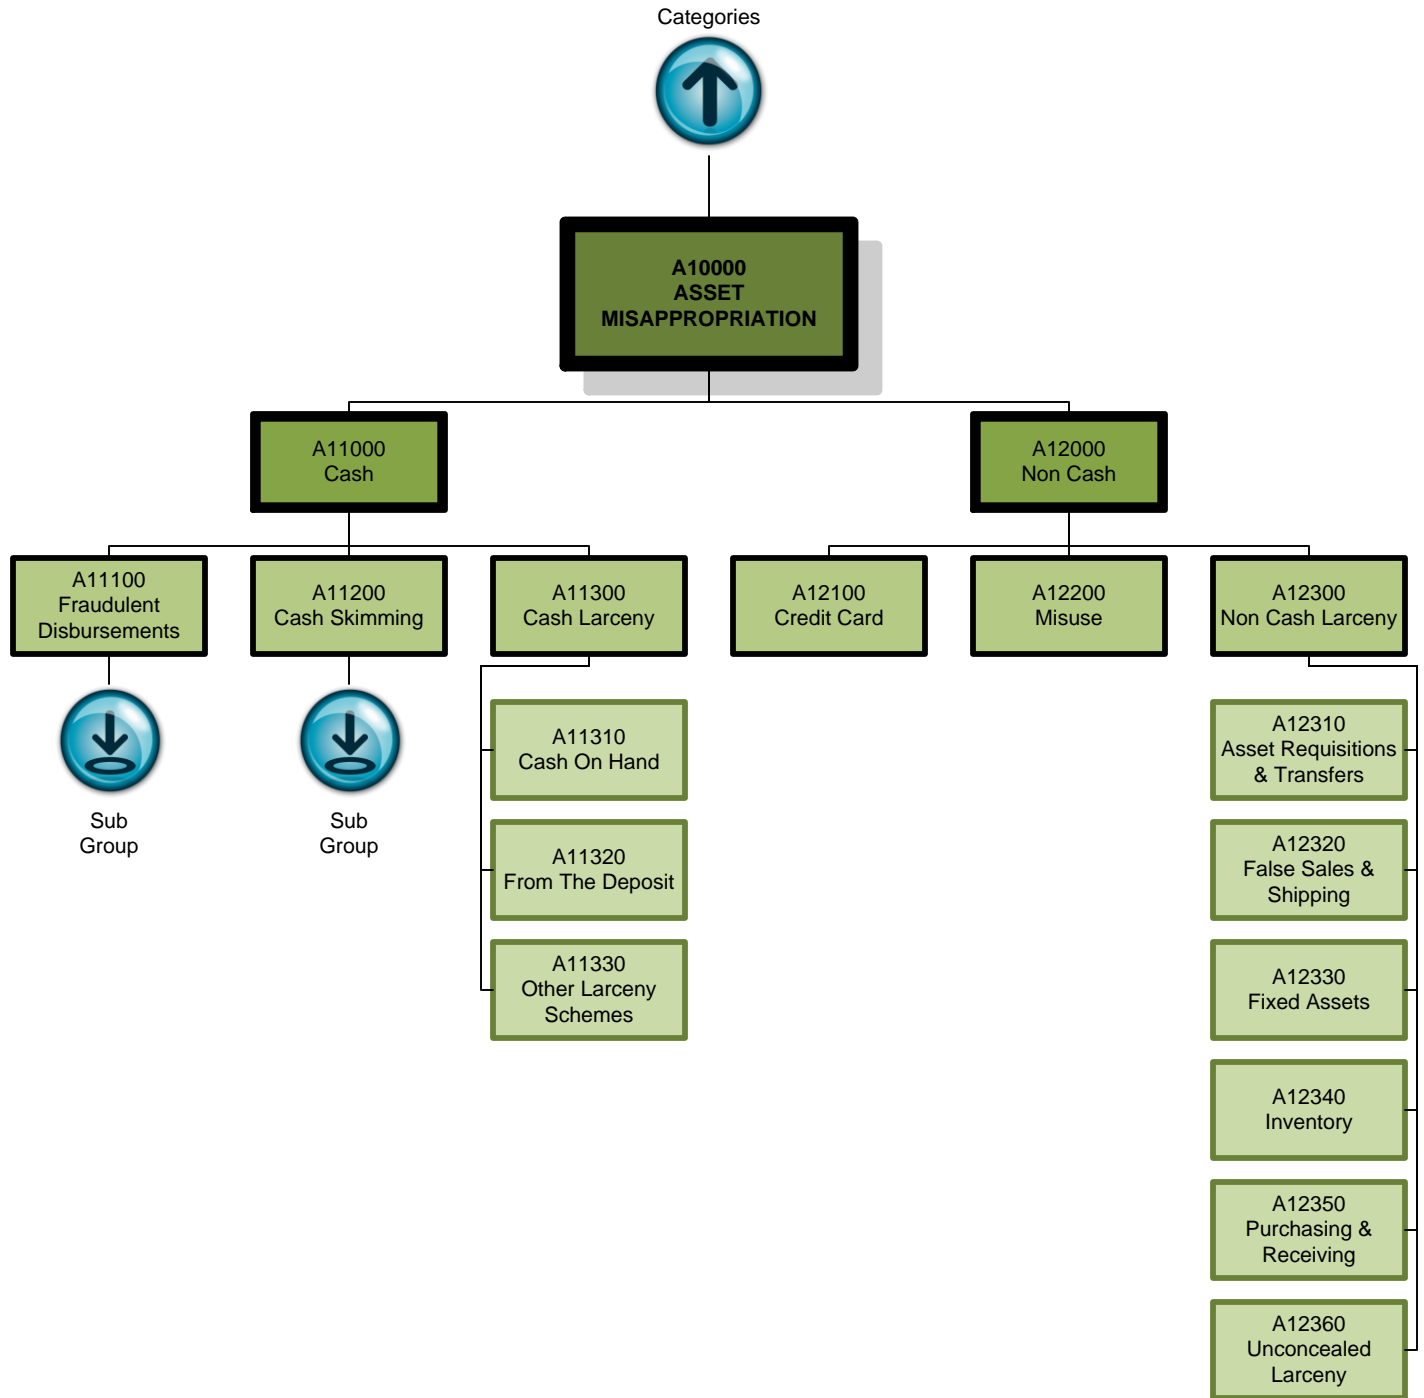 Categories
A10000
ASSET
MISAPPROPRIATION
A11000
Cash
A12000
Non Cash
A11100
Fraudulent
Disbursements
A11200
Cash Skimming
A11300
Cash Larceny
A12100
Credit Card
A12200
Misuse
A12300
Non Cash Larceny
Sub
Group
Sub
Group
A11310
Cash On Hand
A11320
From The Deposit
A11330
Other Larceny
Schemes
A12310
Asset Requisitions
& Transfers
A12320
False Sales &
Shipping
A12330
Fixed Assets
A12340
Inventory
A12350
Purchasing &
Receiving
A12360
Unconcealed
Larceny